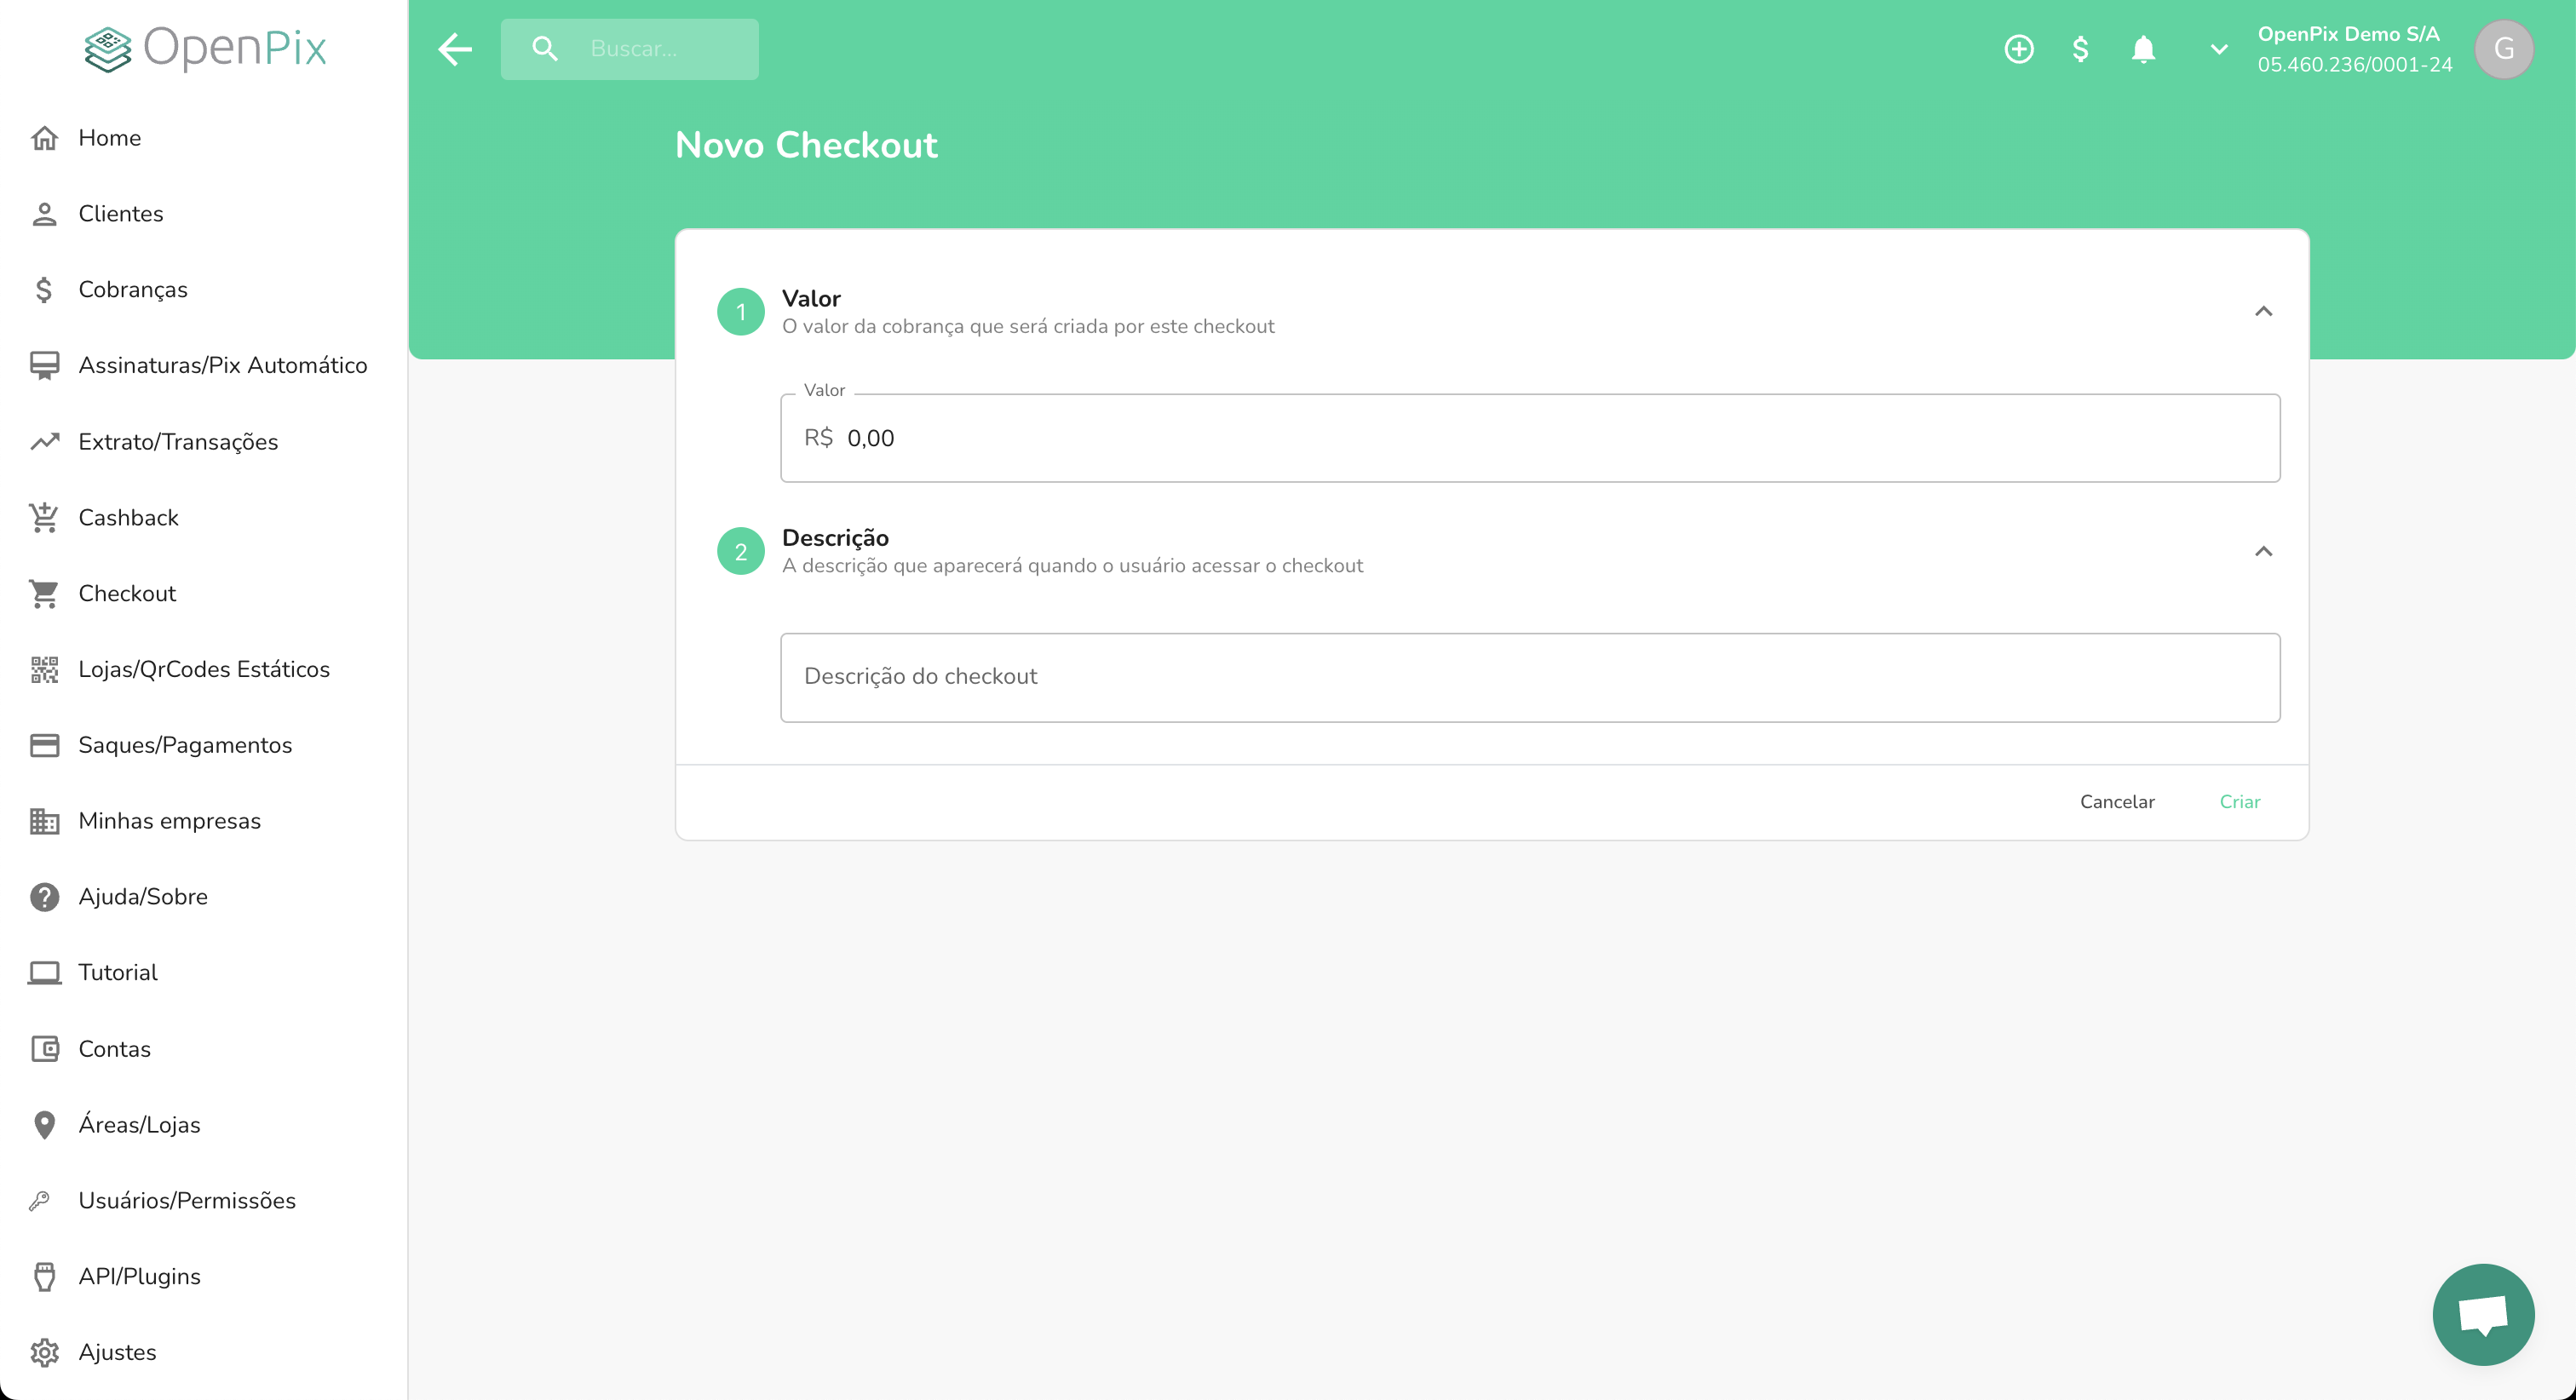 OpenPix
Home
Clientes
Cobranças
Assinaturas/Pix Automático
Extrato/Transações
Cashback
Checkout
Lojas/QrCodes Estáticos
Saques/Pagamentos
Minhas empresas
Ajuda/Sobre
Tutorial
Contas
Áreas/Lojas
Usuários/Permissões
API/Plugins
Ajustes
Buscar...
OpenPix Demo S/A
05.460.236/0001-24
G
Novo Checkout
1
Valor
O valor da cobrança que será criada por este checkout
Valor
R$ 0,00
2
Descrição
A descrição que aparecerá quando o usuário acessar o checkout
Descrição do checkout
Cancelar
Criar